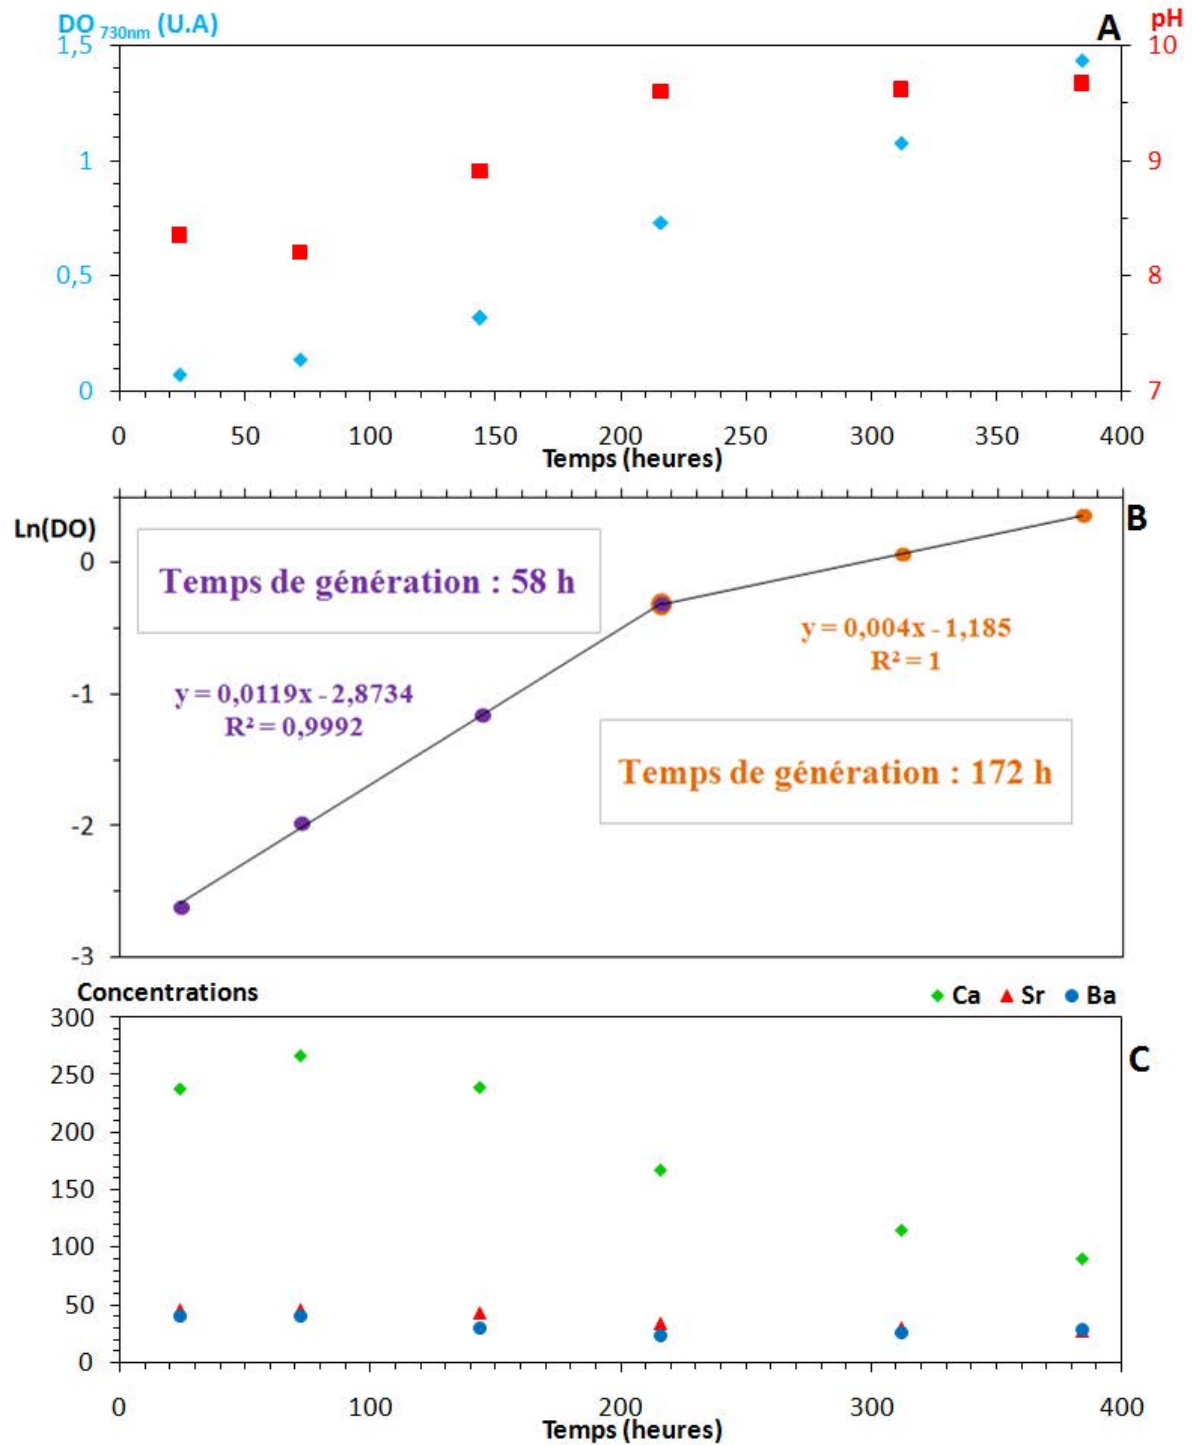 DO 730nm (U.A)
pH
A
1,5
10
1
9
0,5
8
0
7
0 50 100 150 200 250 300 350 400
Temps (heures)
B
Ln(DO)
0
Temps de génération : 58 h
y = 0,004x - 1,185
R² = 1
-1
y = 0,0119x - 2,8734
R² = 0,9992
Temps de génération : 172 h
-2
-3
Concentrations
Ca Sr Ba
300
C
250
200
150
100
50
0
0 100 200 300 400
Temps (heures)